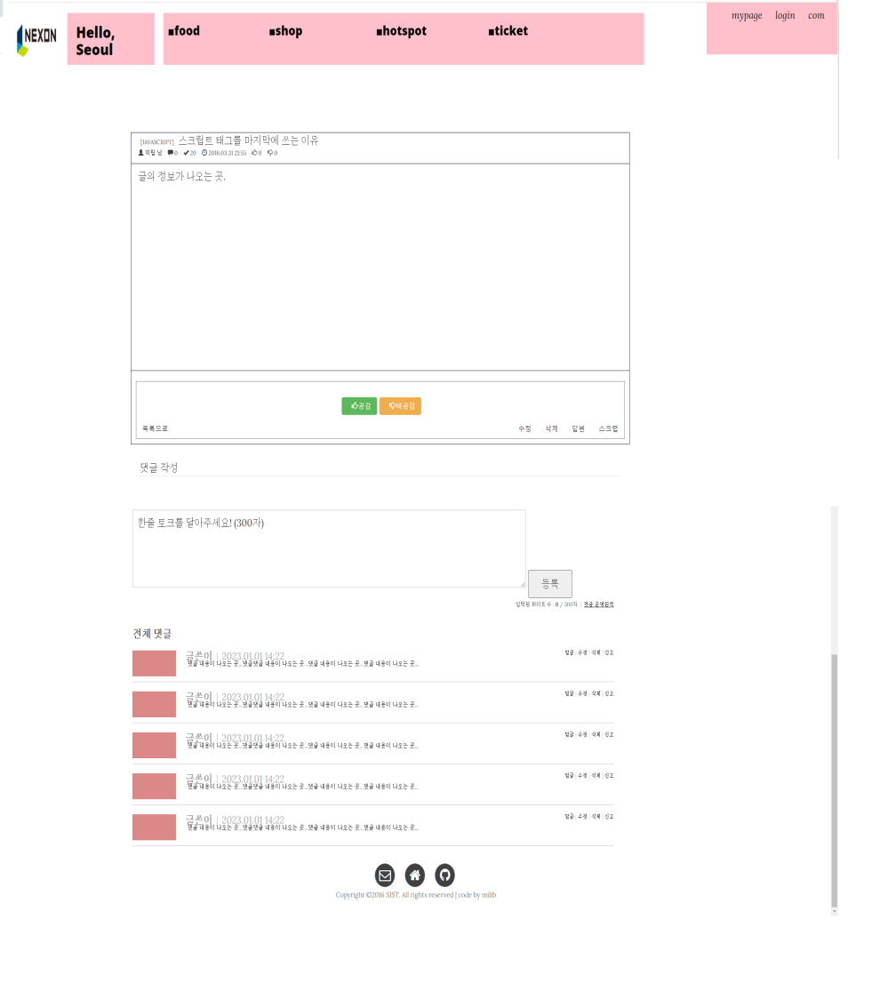 NEXON
Hello,
Seoul
■food ■shop ■hotspot ■ticket
mypage login com
[JAVASCRIPT] 스크립트 태그를 마지막에 쓰는 이유
미립 님 0 20 2016.03.31 21:55 0 0
글의 정보가 나오는 곳.
공감 비공감
목록으로 수정 삭제 답변 스크랩
댓글 작성
한줄 토크를 달아주세요! (300자)
등록
입력된 바이트 수 : 0 / 300자 | 댓글 운영원칙
전체 댓글
글쓴이 | 2023.01.01 14:22 답글 | 수정 | 삭제 | 신고
댓글 내용이 나오는 곳...댓글댓글 내용이 나오는 곳...댓글 내용이 나오는 곳...댓글 내용이 나오는 곳...
글쓴이 | 2023.01.01 14:22 답글 | 수정 | 삭제 | 신고
댓글 내용이 나오는 곳...댓글댓글 내용이 나오는 곳...댓글 내용이 나오는 곳...댓글 내용이 나오는 곳...
글쓴이 | 2023.01.01 14:22 답글 | 수정 | 삭제 | 신고
댓글 내용이 나오는 곳...댓글댓글 내용이 나오는 곳...댓글 내용이 나오는 곳...댓글 내용이 나오는 곳...
글쓴이 | 2023.01.01 14:22 답글 | 수정 | 삭제 | 신고
댓글 내용이 나오는 곳...댓글댓글 내용이 나오는 곳...댓글 내용이 나오는 곳...댓글 내용이 나오는 곳...
글쓴이 | 2023.01.01 14:22 답글 | 수정 | 삭제 | 신고
댓글 내용이 나오는 곳...댓글댓글 내용이 나오는 곳...댓글 내용이 나오는 곳...댓글 내용이 나오는 곳...
Copyright ©2016 SIST. All rights reserved | code by milib